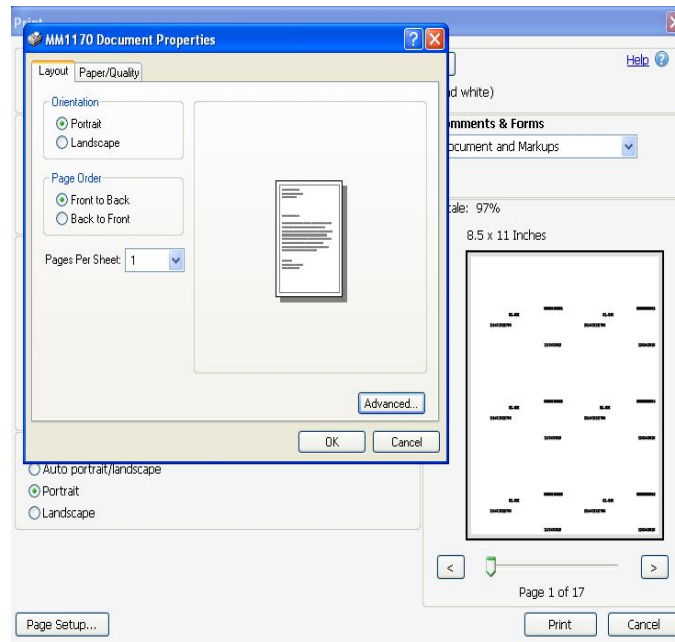 Print
MM1170 Document Properties
Layout
Paper/Quality
Orientation
Portrait
Landscape
Page Order
Front to Back
Back to Front
Pages Per Sheet: 1
Advanced...
OK
Cancel
Help
nd white)
omments & Forms
ocument and Markups
cale: 97%
8.5 x 11 Inches
Auto portrait/landscape
Portrait
Landscape
<
>
Page 1 of 17
Page Setup...
Print
Cancel